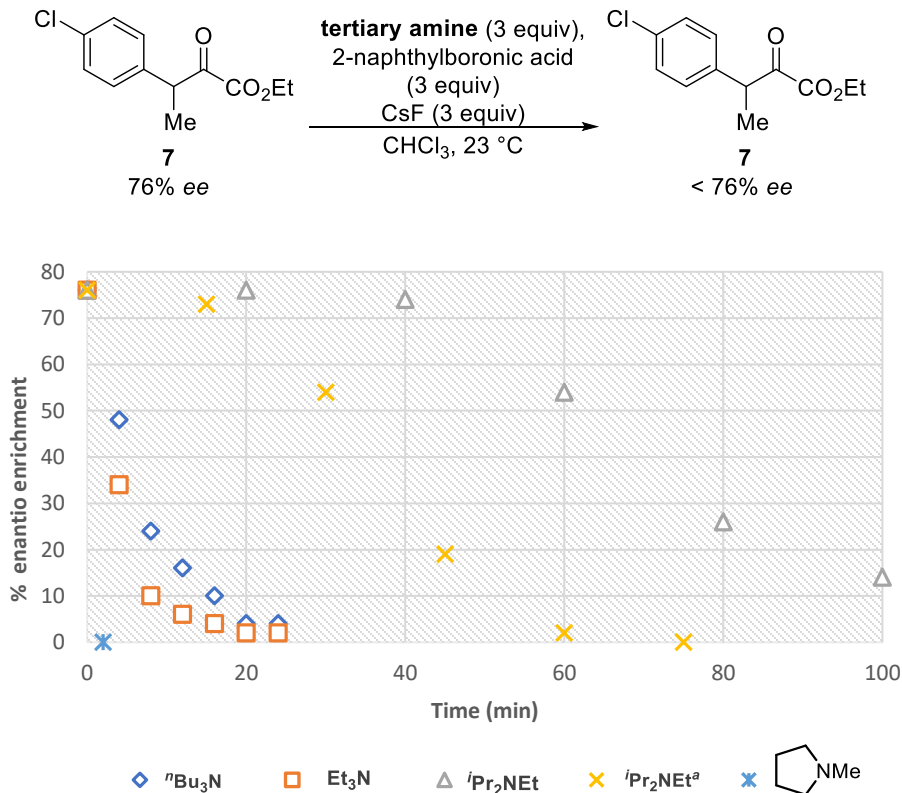 Cl
O
CO2Et
Me
7
76% ee
tertiary amine (3 equiv),
2-naphthylboronic acid
(3 equiv)
CsF (3 equiv)
CHCl3, 23 °C
Cl
O
CO2Et
Me
7
< 76% ee
% enantio enrichment
80
70
60
50
40
30
20
10
0
0 20 40 60 80 100
Time (min)
nBu3N Et3N iPr2NEt iPr2NEta NMe